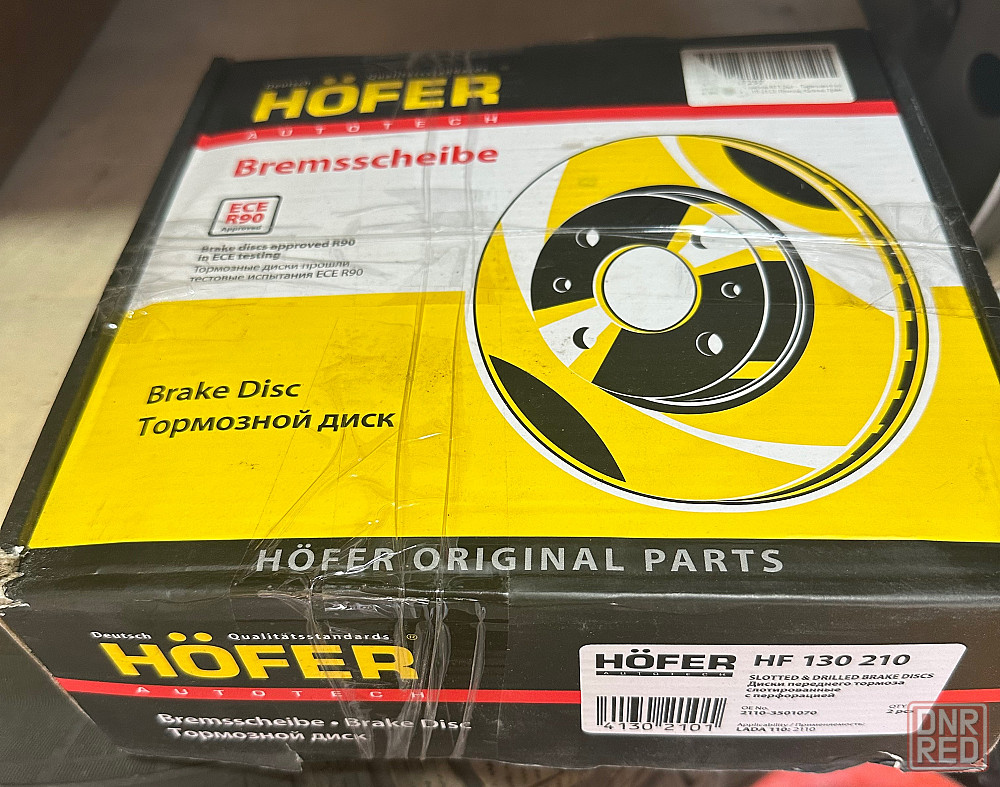 Deutsch Qualitätsstandards ®
HÖFER
AUTOTECH
Bremsscheibe
ECE
R90
Approved
Brake discs approved R90
in ECE testing
Тормозные диски прошли
тестовые испытания ECE R90
Brake Disc
Тормозной диск
HÖFER ORIGINAL PARTS
Deutsch Qualitätsstandards ®
HÖFER
AUTOTECH
Bremsscheibe • Brake Disc
Тормозной диск
HÖFER HF 130 210
AUTOTECH
SLOTTED & DRILLED BRAKE DISCS
Диски переднего тормоза
слотированные
с перфорацией
OE No. QTY
2110-3501070 2 pcs
4130 2101
Applicability / Применяемость:
LADA 110: 2110
DNR
RED